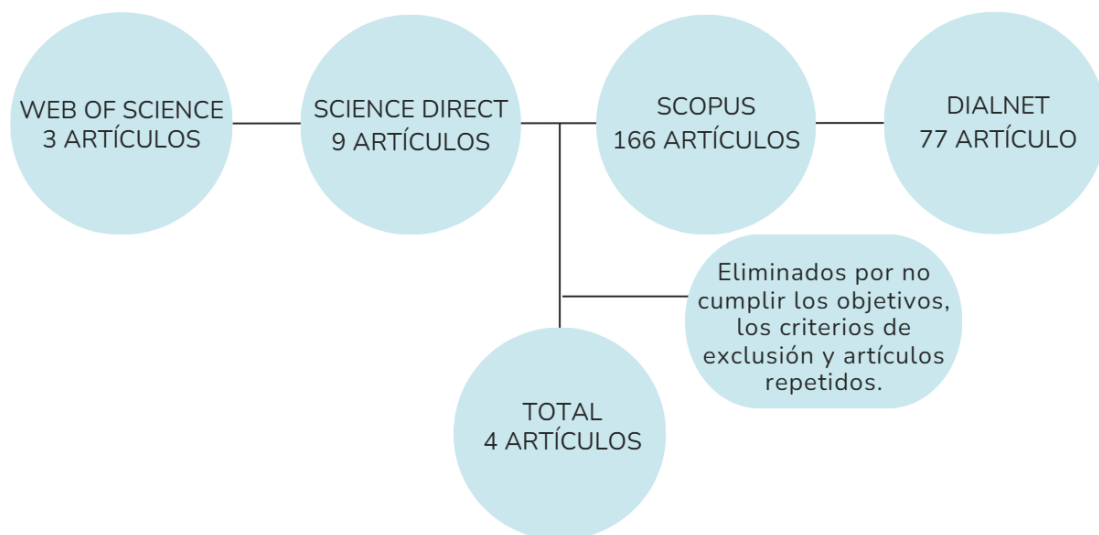 WEB OF SCIENCE
3 ARTÍCULOS
SCIENCE DIRECT
9 ARTÍCULOS
SCOPUS
166 ARTÍCULOS
DIALNET
77 ARTÍCULO
Eliminados por no
cumplir los objetivos,
los criterios de
exclusión y artículos
repetidos.
TOTAL
4 ARTÍCULOS